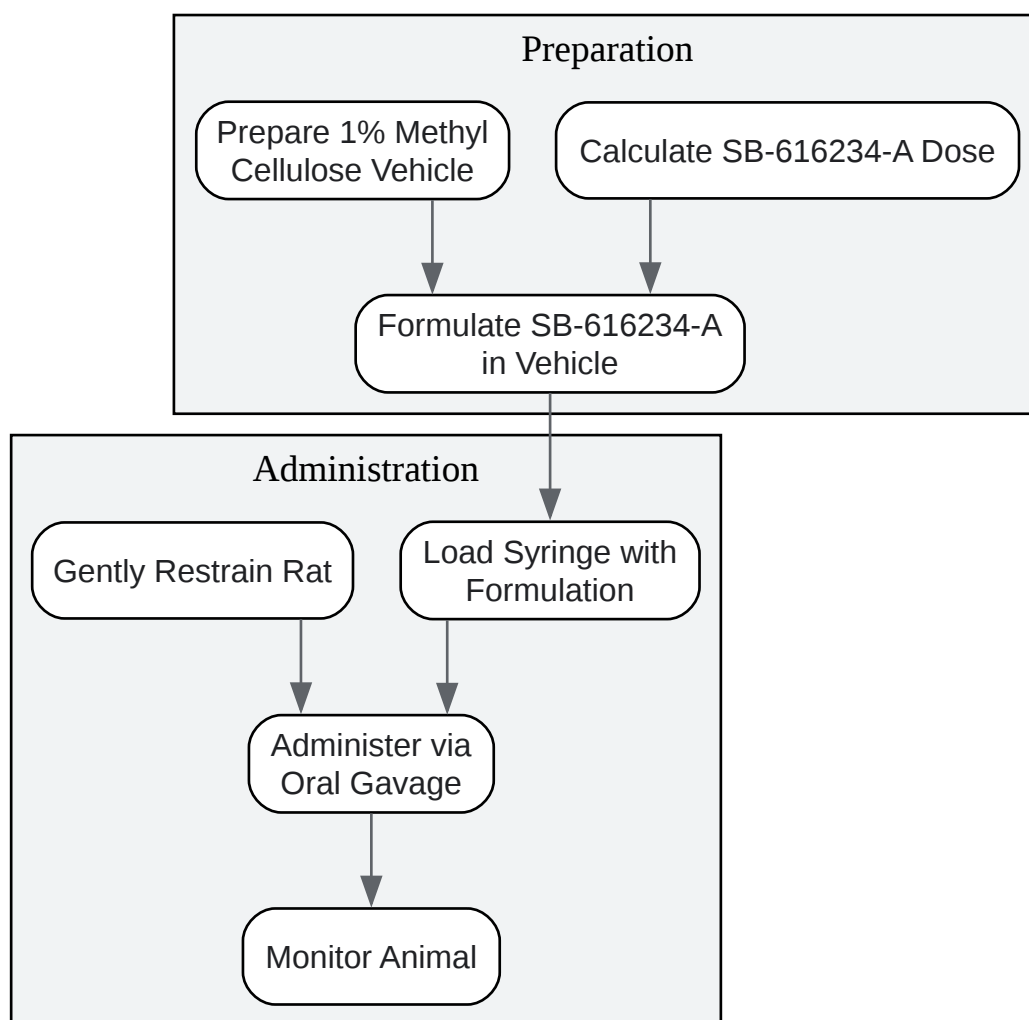 Preparation
Prepare 1% Methyl
Cellulose Vehicle
Calculate SB-616234-A Dose
Formulate SB-616234-A
in Vehicle
Administration
Gently Restrain Rat
Load Syringe with
Formulation
Administer via
Oral Gavage
Monitor Animal